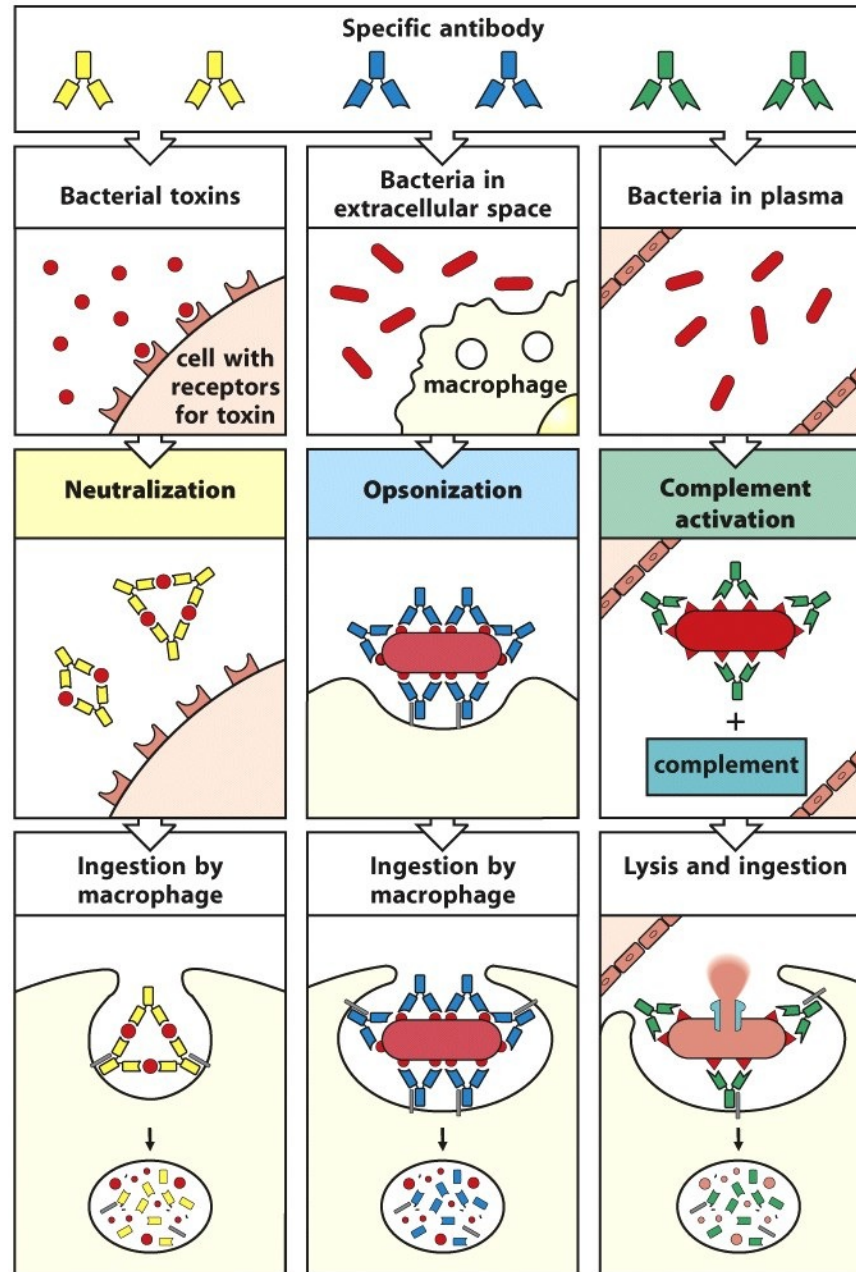 Specific antibody
Bacterial toxins
Bacteria in
extracellular space
Bacteria in plasma
cell with
receptors
for toxin
macrophage
Neutralization
Opsonization
Complement
activation
+
complement
Ingestion by
macrophage
Ingestion by
macrophage
Lysis and ingestion